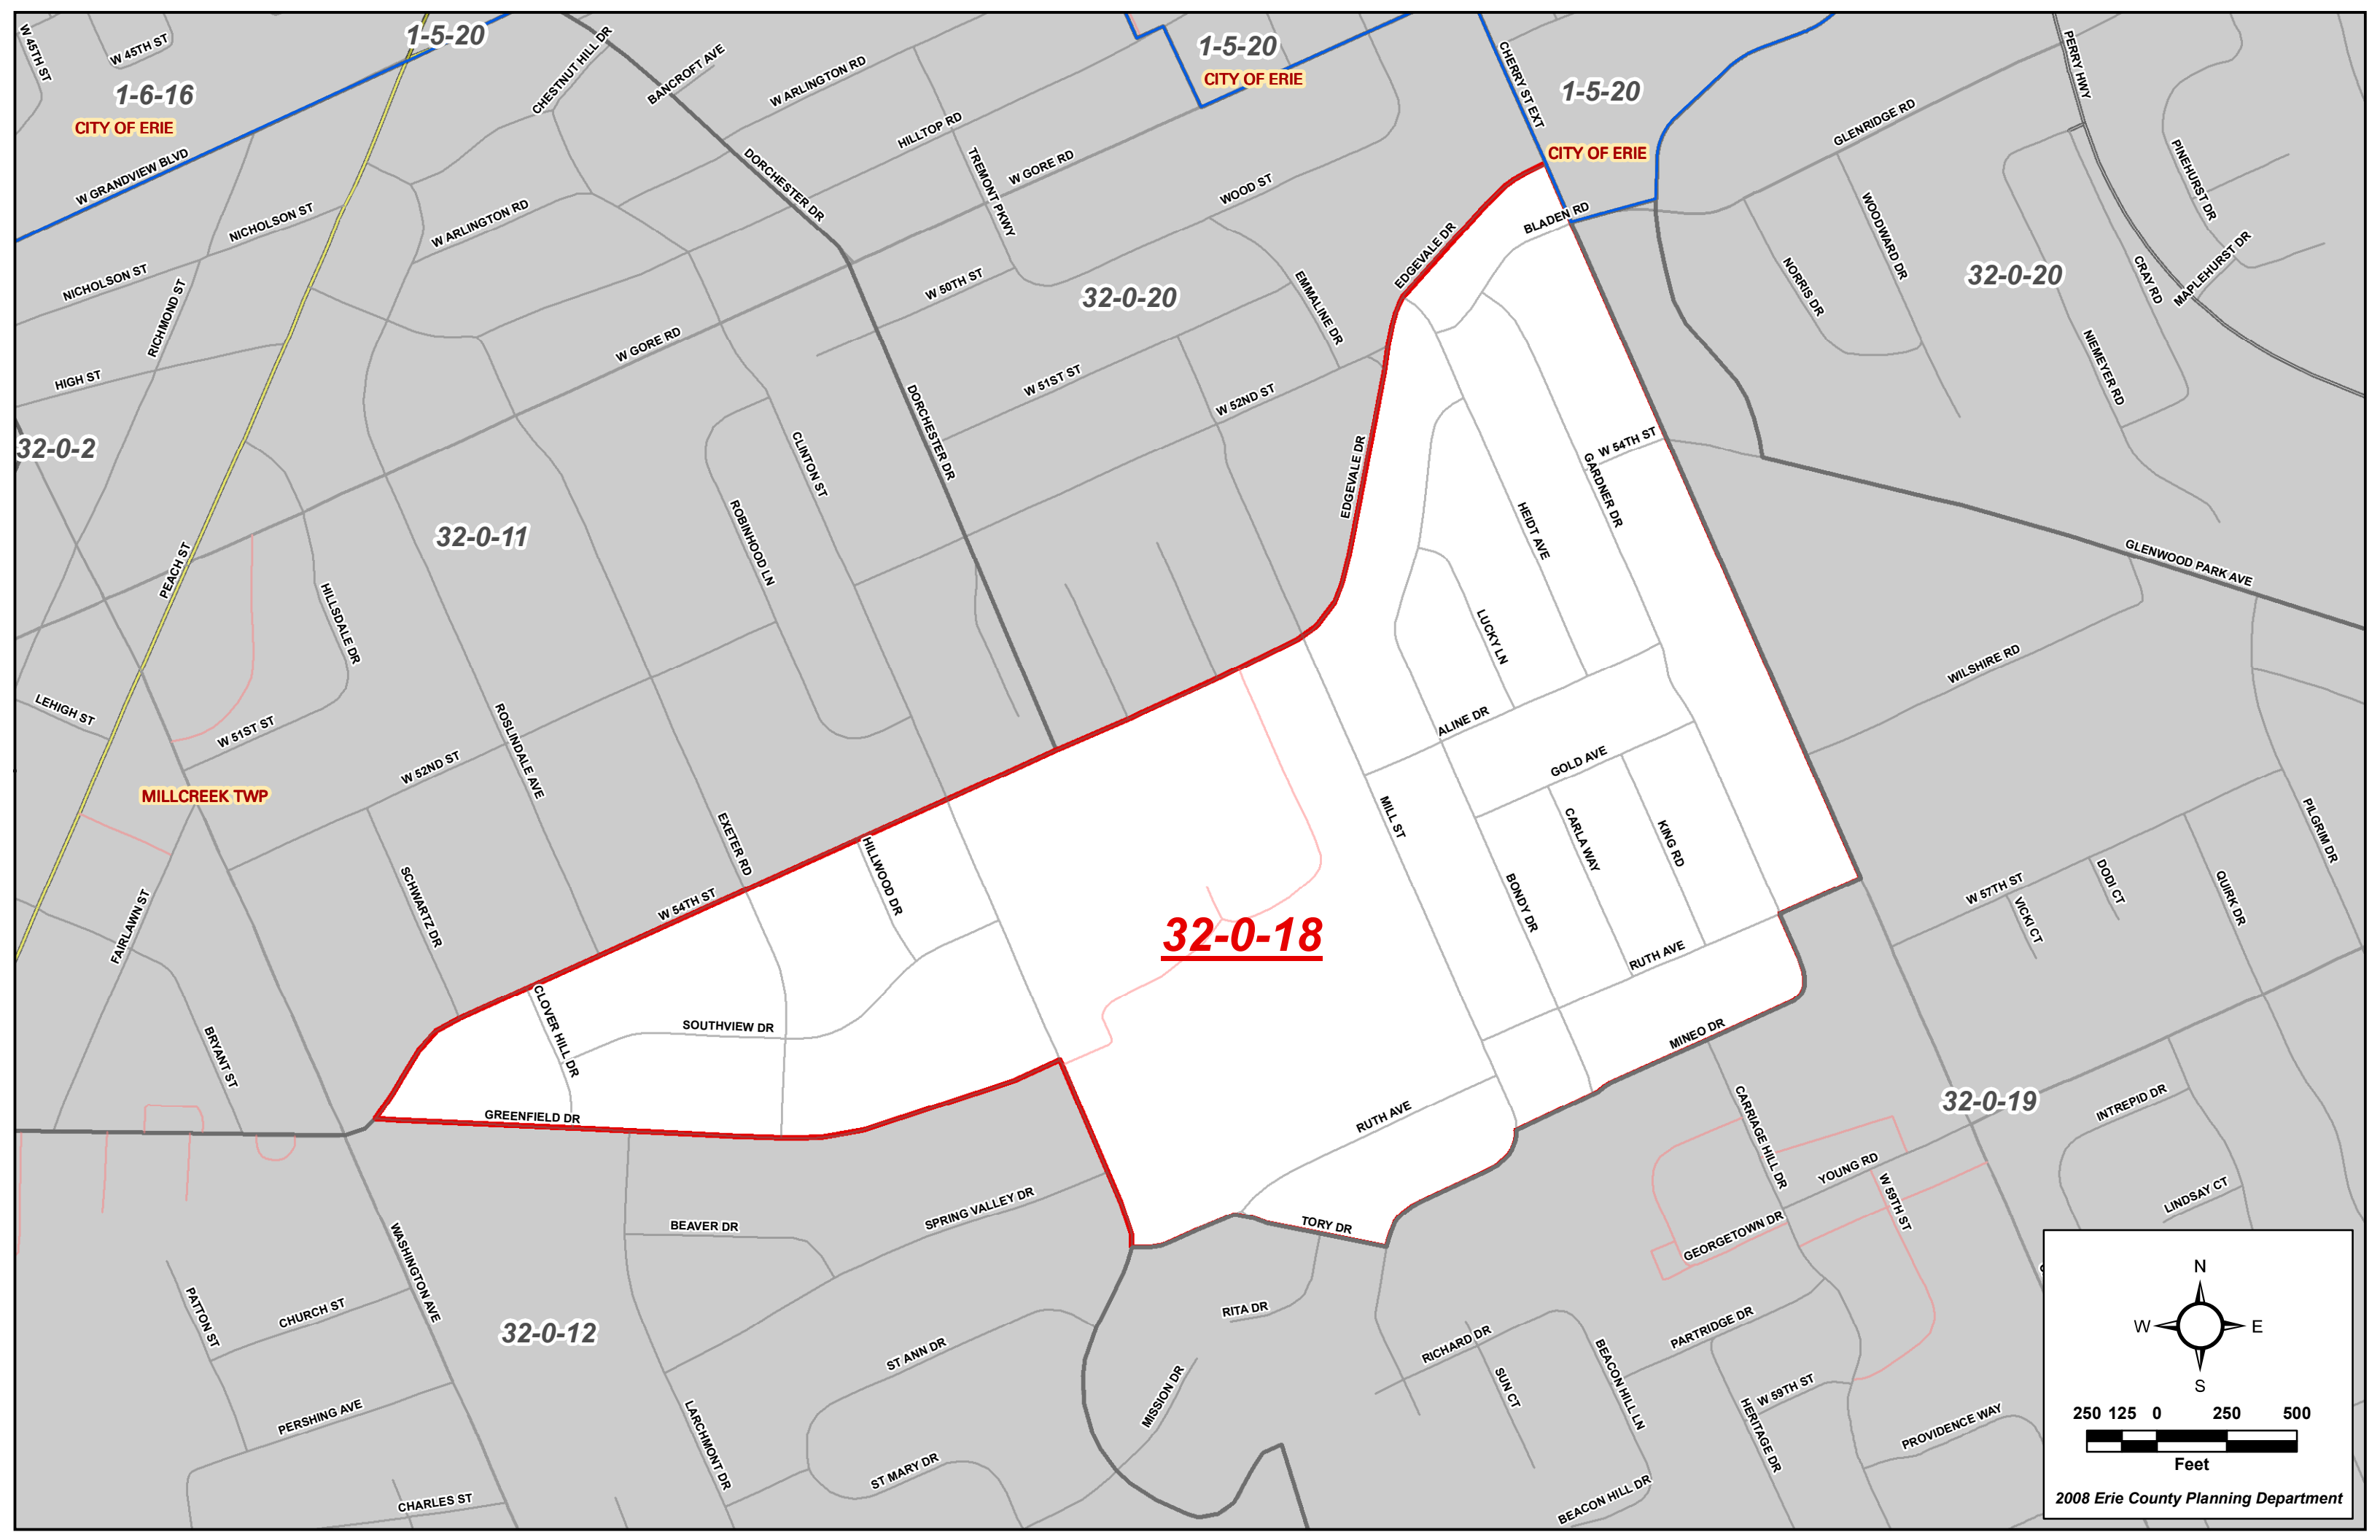 W 45TH ST
W 45TH ST
1-5-20
CHESTNUT HILL DR
BANCROFT AVE
W ARLINGTON RD
1-5-20
CITY OF ERIE
CHERRY ST EXT
1-5-20
PERRY HWY
1-6-16
CITY OF ERIE
HILLTOP RD
GLENRIDGE RD
CITY OF ERIE
W GRANDVIEW BLVD
DORCHESTER DR
TREMONT PKWY
W GORE RD
WOOD ST
PINEHURST DR
NICHOLSON ST
W ARLINGTON RD
BLADEN RD
EDGEVALE DR
WOODWARD DR
NICHOLSON ST
RICHMOND ST
W 50TH ST
32-0-20
EMMALINE DR
NORRIS DR
32-0-20
CRAY RD
MAPLEHURST DR
W GORE RD
HIGH ST
W 51ST ST
W 52ND ST
NIEMEYER RD
32-0-2
DORCHESTER DR
CLINTON ST
EDGEVALE DR
W 54TH ST
GARDNER DR
32-0-11
ROBINHOOD LN
HEIDT AVE
PEACH ST
GLENWOOD PARK AVE
HILLSDALE DR
LUCKY LN
WILSHIRE RD
LEHIGH ST
W 51ST ST
ROSLINDALE AVE
ALINE DR
W 52ND ST
GOLD AVE
MILLCREEK TWP
EXETER RD
MILL ST
CARLA WAY
KING RD
PILGRIM DR
HILLWOOD DR
SCHWARTZ DR
W 54TH ST
BONDY DR
W 57TH ST
DODI CT
QUIRK DR
VICKI CT
FAIRLAWN ST
32-0-18
RUTH AVE
CLOVER HILL DR
SOUTHVIEW DR
MINEO DR
BRYANT ST
GREENFIELD DR
RUTH AVE
CARRIAGE HILL DR
32-0-19
INTREPID DR
YOUNG RD
W 59TH ST
LINDSAY CT
BEAVER DR
SPRING VALLEY DR
TORY DR
GEORGETOWN DR
WASHINGTON AVE
PATTON ST
CHURCH ST
32-0-12
RITA DR
ST ANN DR
RICHARD DR
PARTRIDGE DR
BEACON HILL LN
SUN CT
MISSION DR
W 59TH ST
HERITAGE DR
PERSHING AVE
LARCHMONT DR
PROVIDENCE WAY
ST MARY DR
CHARLES ST
BEACON HILL DR
N
W E
S
250 125 0 250 500
Feet
2008 Erie County Planning Department